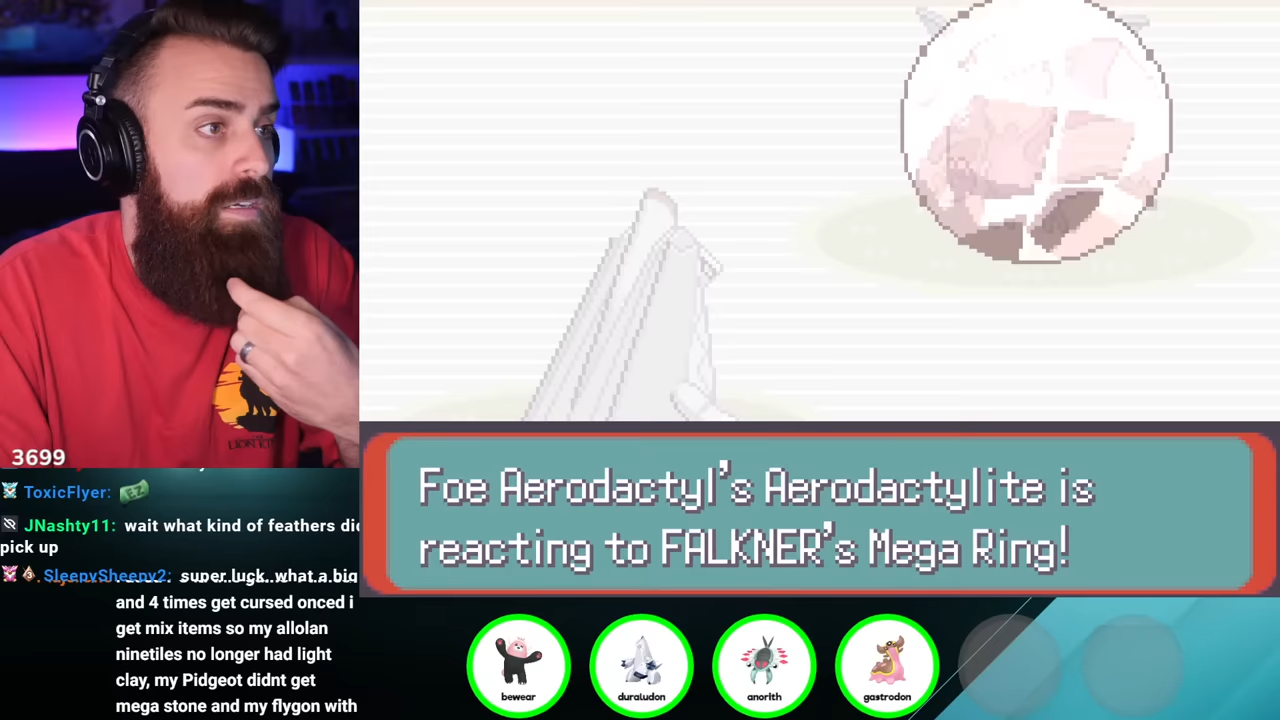 Foe Aerodactyl's Aerodactylite is
reacting to FALKNER's Mega Ring!
3699
ToxicFlyer: EZ
JNashty11: wait what kind of feathers did
pick up
SleepySheepy2: super luck..what a big
and 4 times get cursed onced i
get mix items so my allolan
ninetiles no longer had light
clay, my Pidgeot didnt get
mega stone and my flygon with
bewear
duraludon
anorith
gastrodon